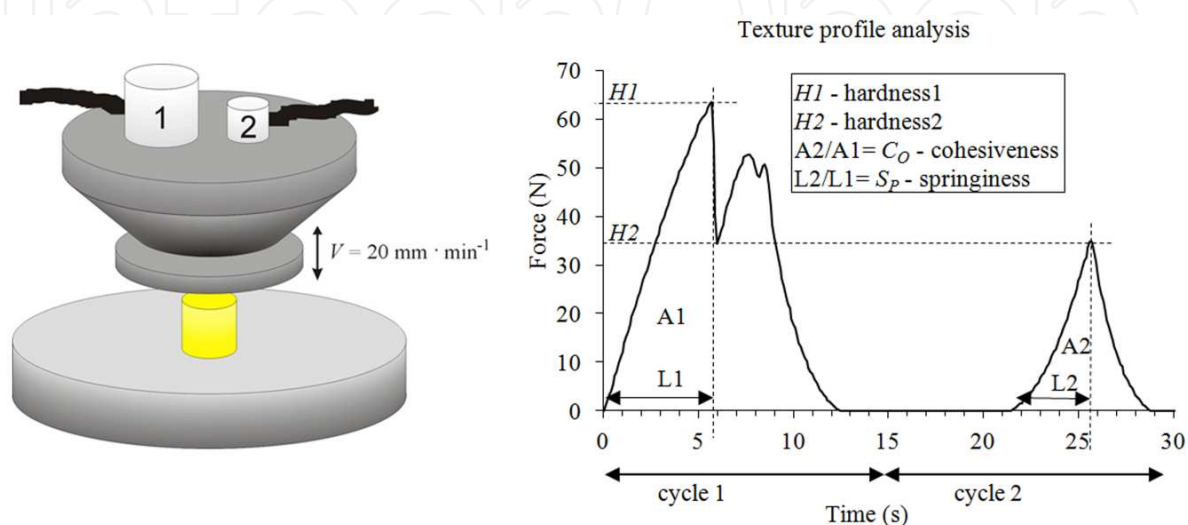 1
2
V = 20 mm · min⁻¹
Texture profile analysis
H1 - hardness1
H2 - hardness2
A2/A1= C_O - cohesiveness
L2/L1= S_P - springiness
Force (N)
70
60
50
40
30
20
10
0
H1
H2
A1
L1
A2
L2
0 5 10 15 20 25 30
cycle 1 cycle 2
Time (s)